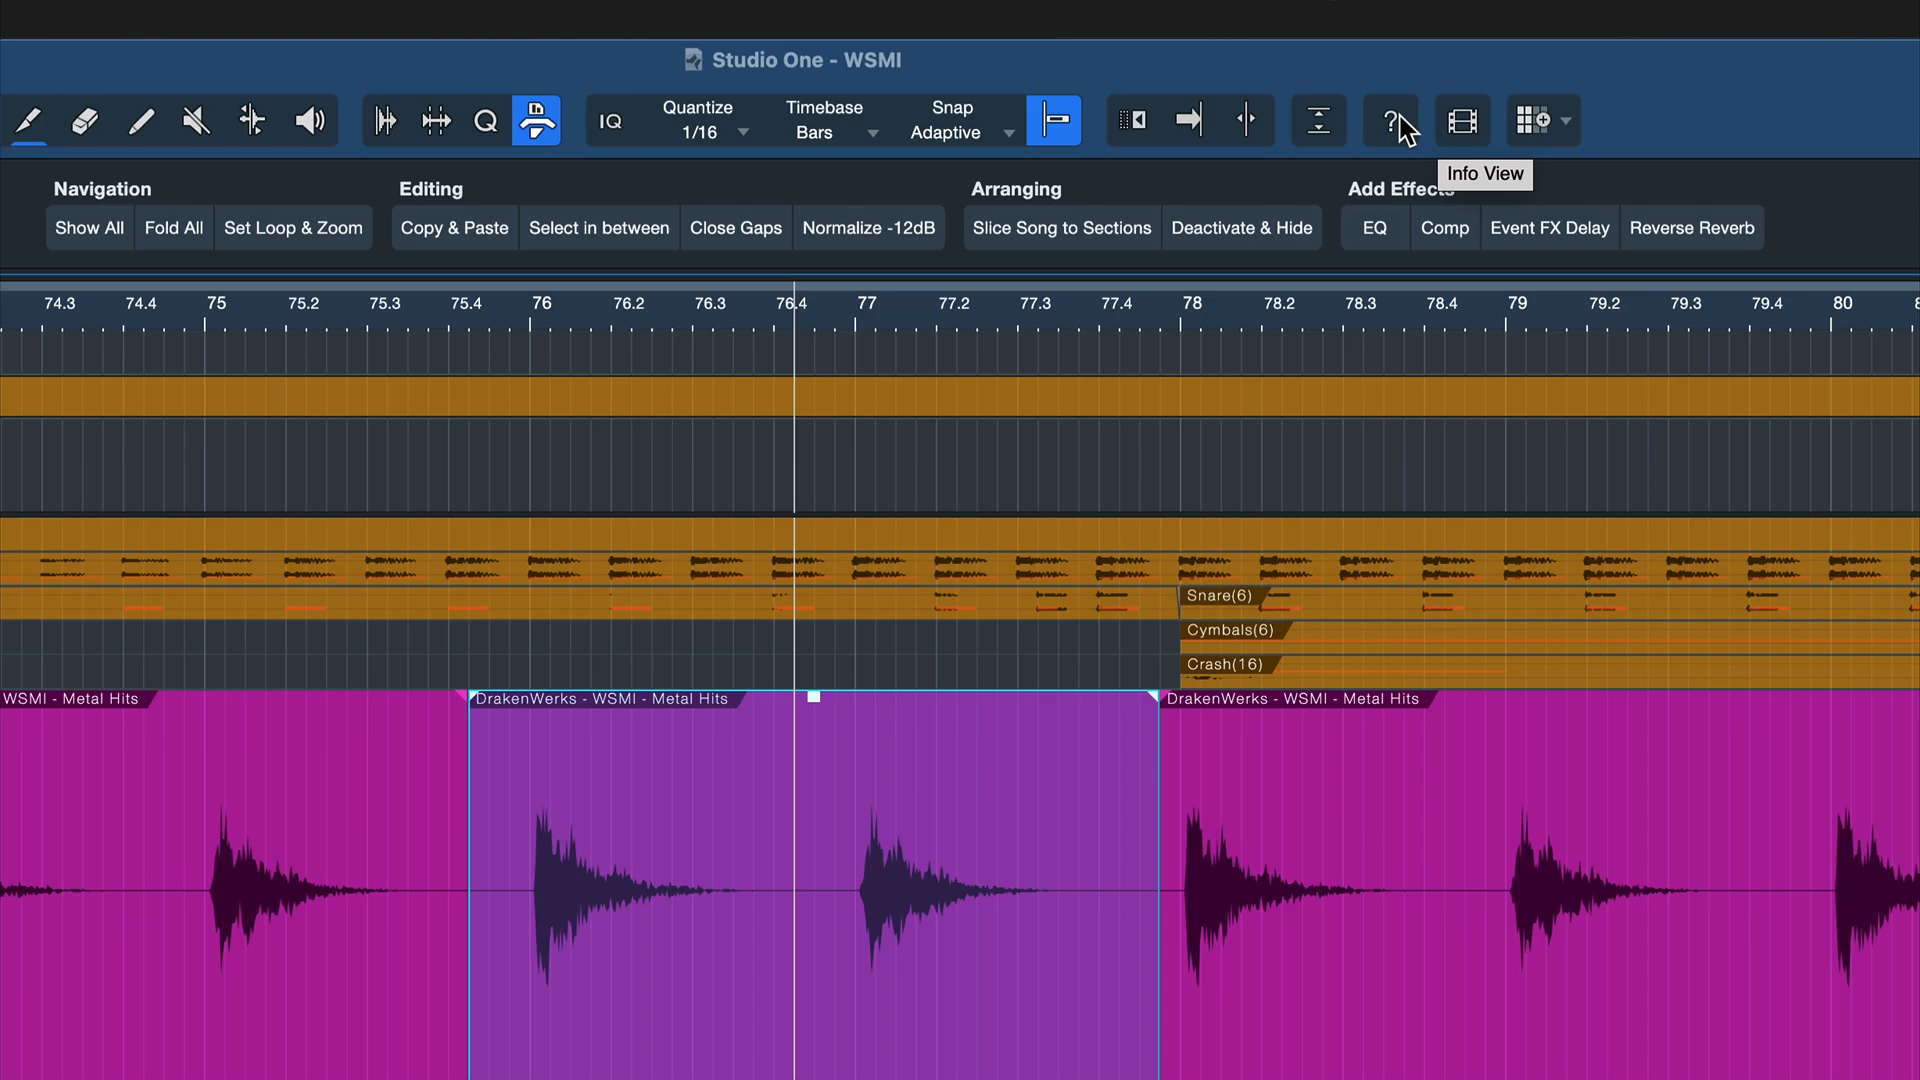 Studio One - WSMI
Q
IQ
Quantize
1/16
Timebase
Bars
Snap
Adaptive
?
Info View
Navigation
Editing
Arranging
Add Effects
Show All
Fold All
Set Loop & Zoom
Copy & Paste
Select in between
Close Gaps
Normalize -12dB
Slice Song to Sections
Deactivate & Hide
EQ
Comp
Event FX Delay
Reverse Reverb
74.3 74.4 75 75.2 75.3 75.4 76 76.2 76.3 76.4 77 77.2 77.3 77.4 78 78.2 78.3 78.4 79 79.2 79.3 79.4 80
Snare(6)
Cymbals(6)
Crash(16)
WSMI - Metal Hits
DrakenWerks - WSMI - Metal Hits
DrakenWerks - WSMI - Metal Hits